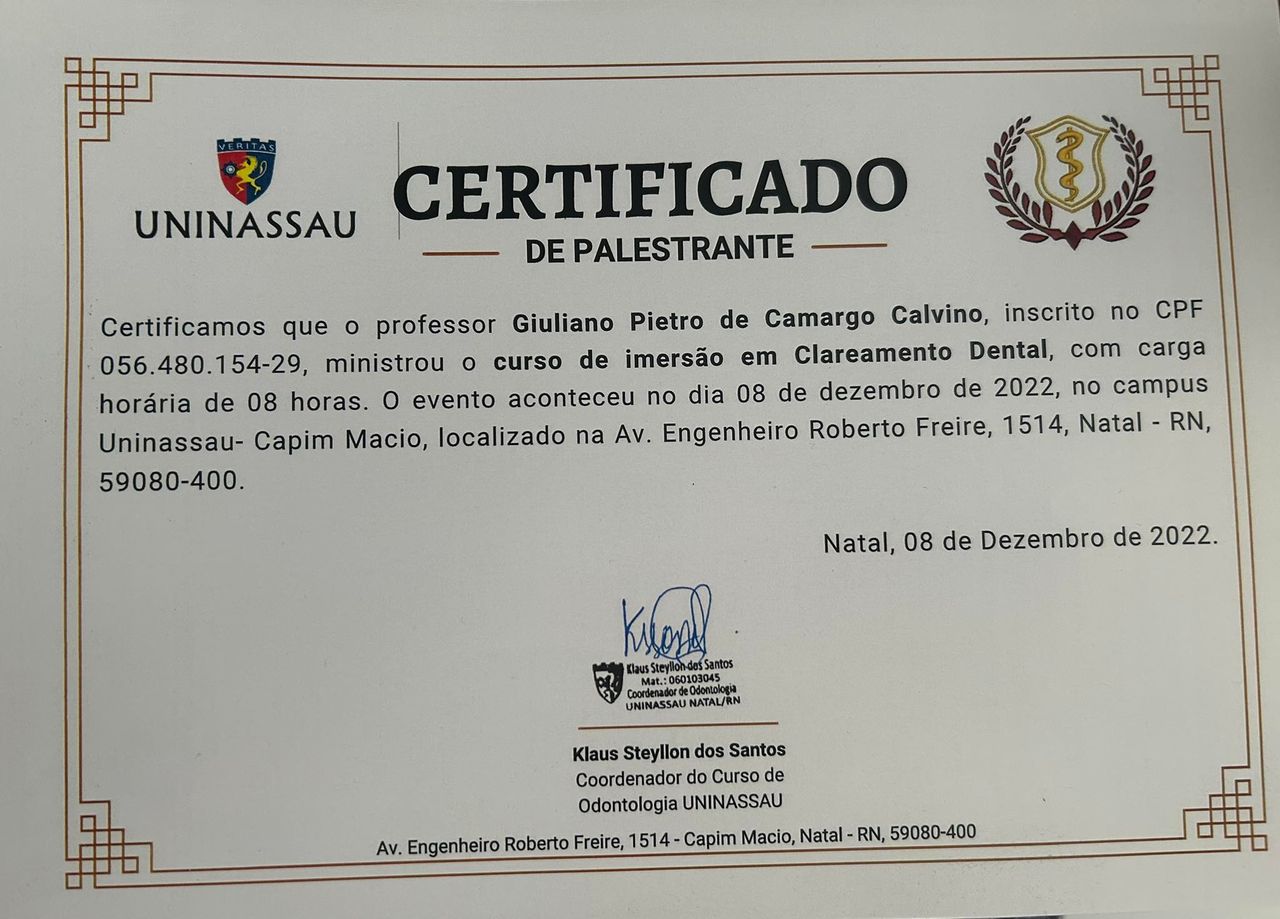 VERITAS
UNINASSAU
CERTIFICADO
DE PALESTRANTE
Certificamos que o professor Giuliano Pietro de Camargo Calvino, inscrito no CPF
056.480.154-29, ministrou o curso de imersão em Clareamento Dental, com carga
horária de 08 horas. O evento aconteceu no dia 08 de dezembro de 2022, no campus
Uninassau- Capim Macio, localizado na Av. Engenheiro Roberto Freire, 1514, Natal - RN,
59080-400.
Natal, 08 de Dezembro de 2022.
Klaus Steyllon dos Santos
Mat.: 060103045
Coordenador de Odontologia
UNINASSAU NATAL/RN
Klaus Steyllon dos Santos
Coordenador do Curso de
Odontologia UNINASSAU
Av. Engenheiro Roberto Freire, 1514 - Capim Macio, Natal - RN, 59080-400